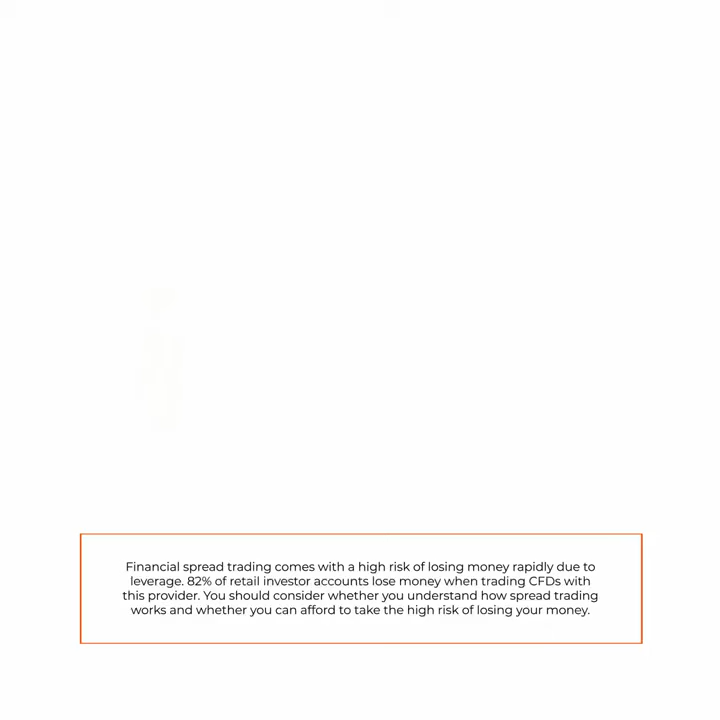 Financial spread trading comes with a high risk of losing money rapidly due to
leverage. 82% of retail investor accounts lose money when trading CFDs with
this provider. You should consider whether you understand how spread trading
works and whether you can afford to take the high risk of losing your money.